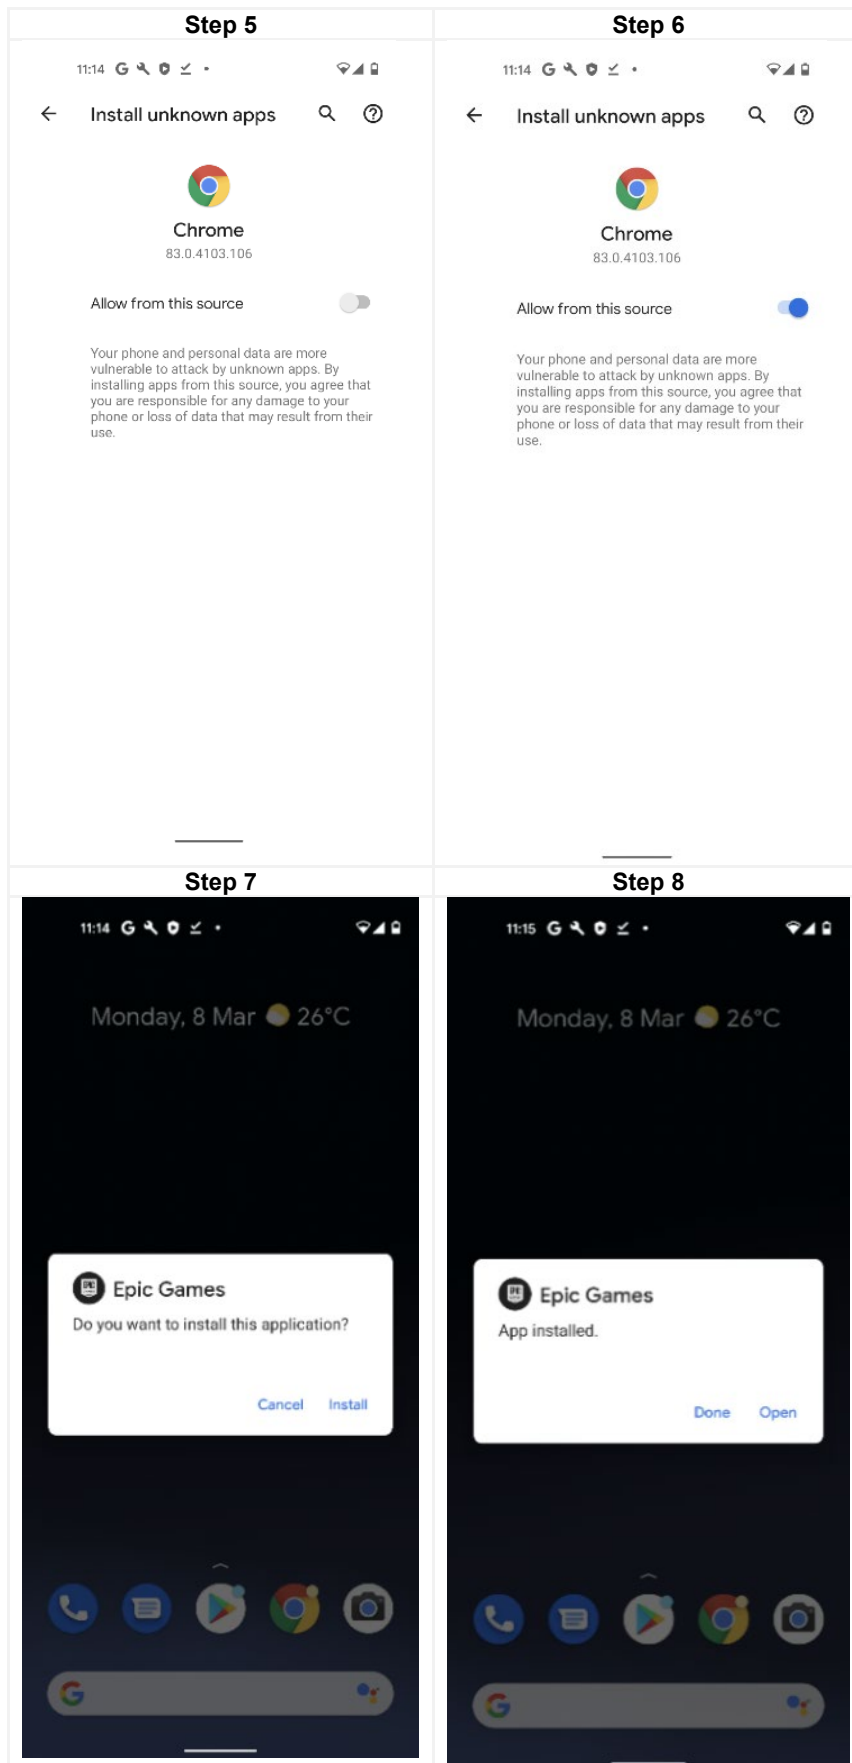 Step 5
11:14
Install unknown apps
Chrome
83.0.4103.106
Allow from this source
Your phone and personal data are more
vulnerable to attack by unknown apps. By
installing apps from this source, you agree that
you are responsible for any damage to your
phone or loss of data that may result from their
use.
Step 6
11:14
Install unknown apps
Chrome
83.0.4103.106
Allow from this source
Your phone and personal data are more
vulnerable to attack by unknown apps. By
installing apps from this source, you agree that
you are responsible for any damage to your
phone or loss of data that may result from their
use.
Step 7
11:14
Monday, 8 Mar 26°C
Epic Games
Do you want to install this application?
Cancel Install
Step 8
11:15
Monday, 8 Mar 26°C
Epic Games
App installed.
Done Open